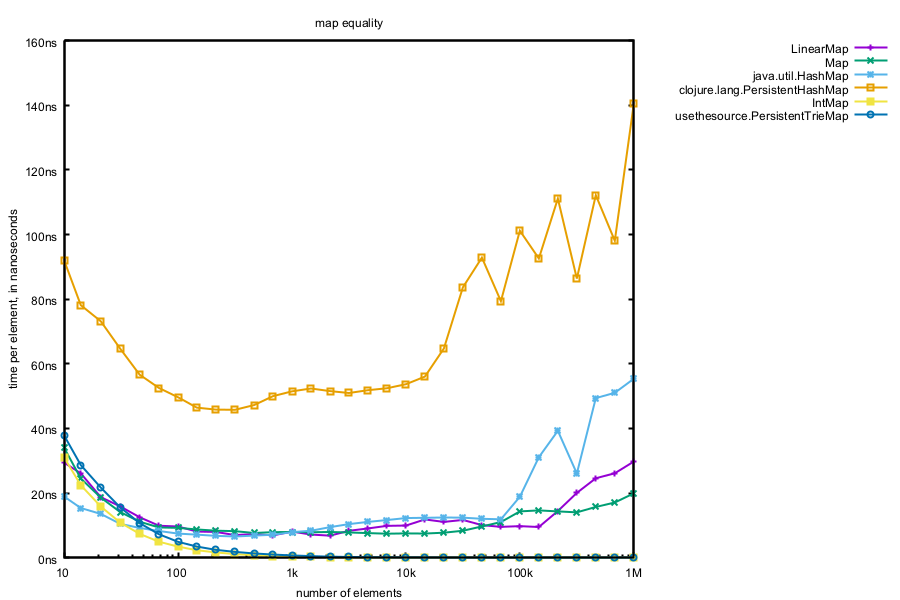 map equality
160ns
140ns
120ns
100ns
80ns
60ns
40ns
20ns
0ns
time per element, in nanoseconds
10
100
1k
10k
100k
1M
number of elements
LinearMap
Map
java.util.HashMap
clojure.lang.PersistentHashMap
IntMap
usethesource.PersistentTrieMap